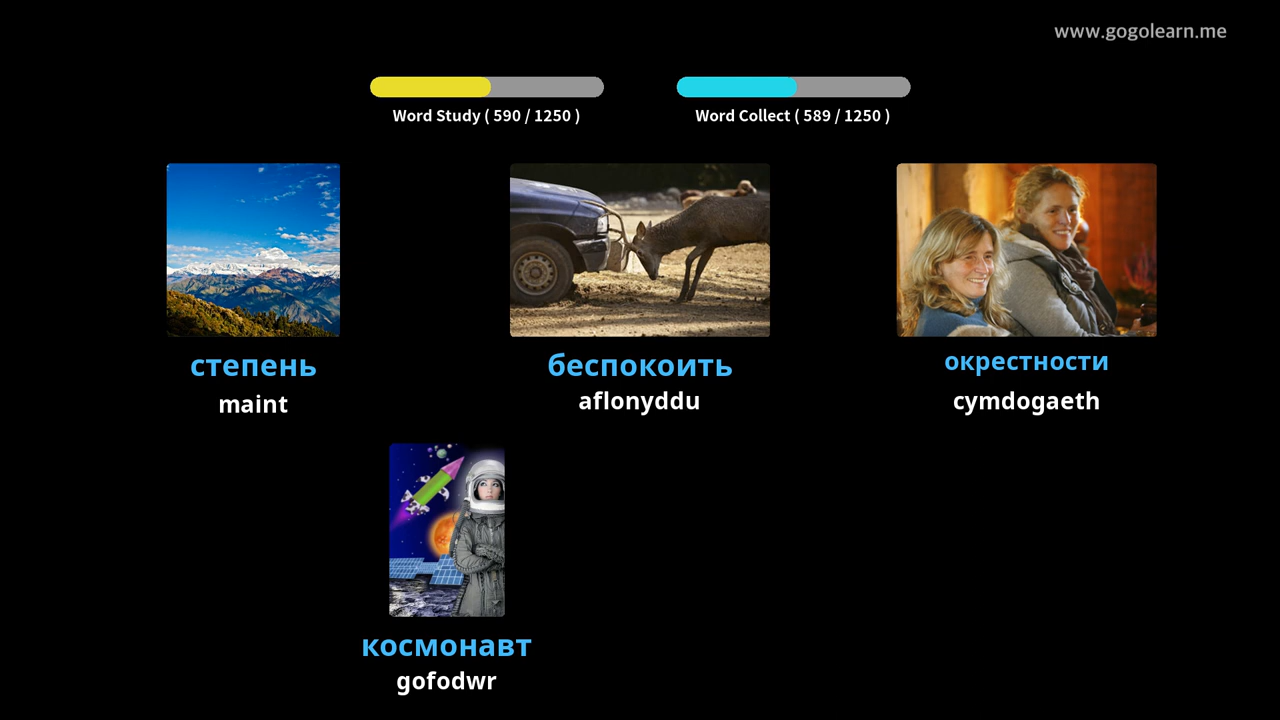 www.gogolearn.me
Word Study ( 590 / 1250 )
Word Collect ( 589 / 1250 )
степень
maint
беспокоить
aflonyddu
окрестности
cymdogaeth
космонавт
gofodwr